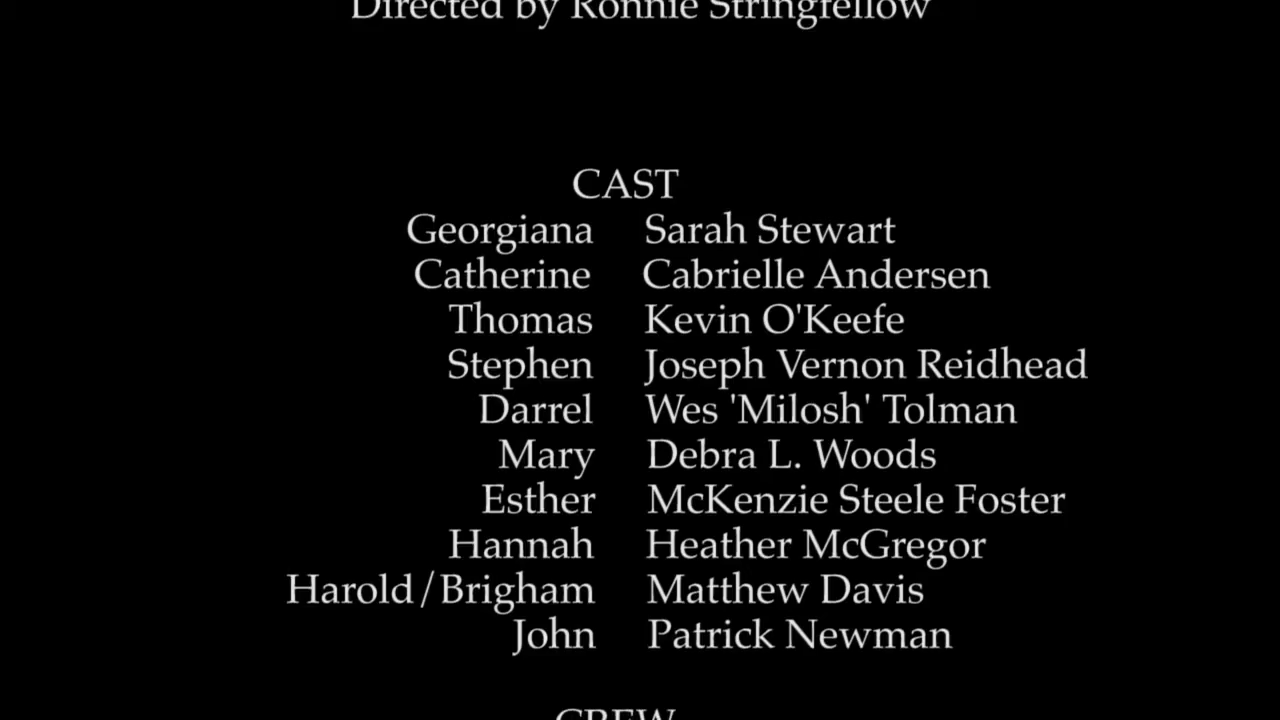 Directed by Ronnie Stringfellow
CAST
Georgiana Sarah Stewart
Catherine Cabrielle Andersen
Thomas Kevin O'Keefe
Stephen Joseph Vernon Reidhead
Darrel Wes 'Milosh' Tolman
Mary Debra L. Woods
Esther McKenzie Steele Foster
Hannah Heather McGregor
Harold/Brigham Matthew Davis
John Patrick Newman
CREW